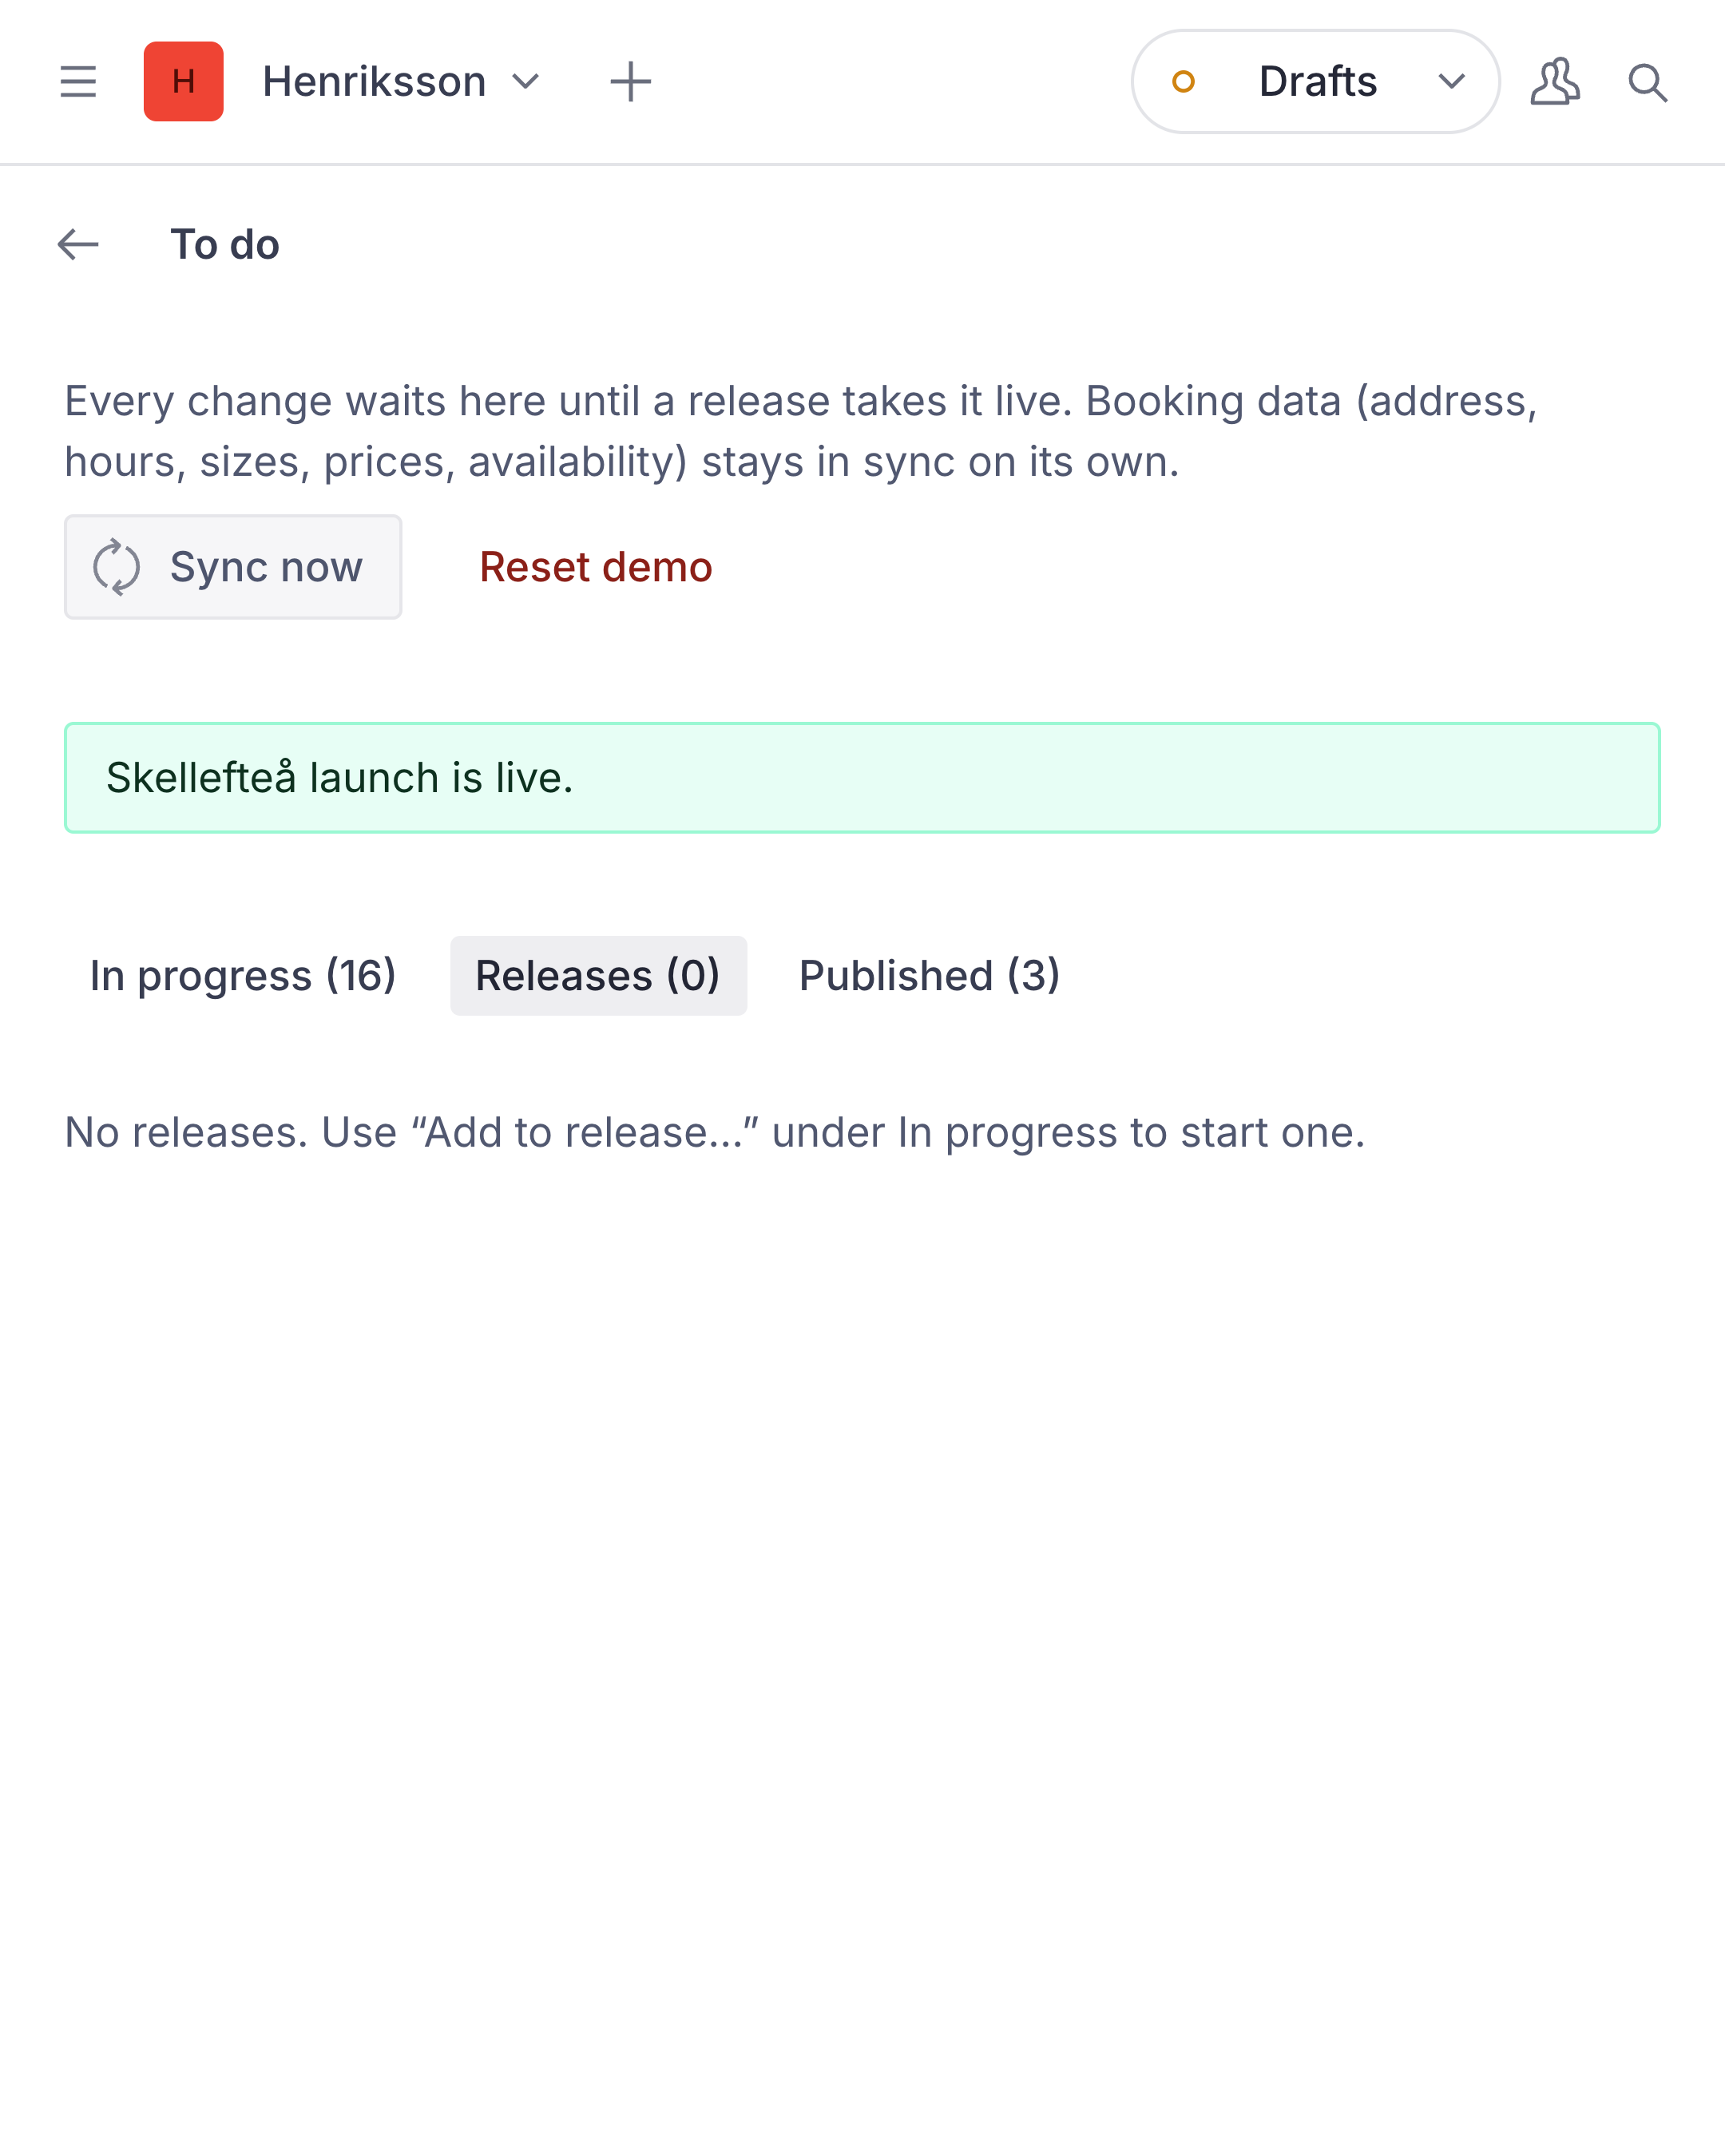 H Henriksson Drafts
To do
Every change waits here until a release takes it live. Booking data (address,
hours, sizes, prices, availability) stays in sync on its own.
Sync now Reset demo
Skellefteå launch is live.
In progress (16) Releases (0) Published (3)
No releases. Use “Add to release…” under In progress to start one.